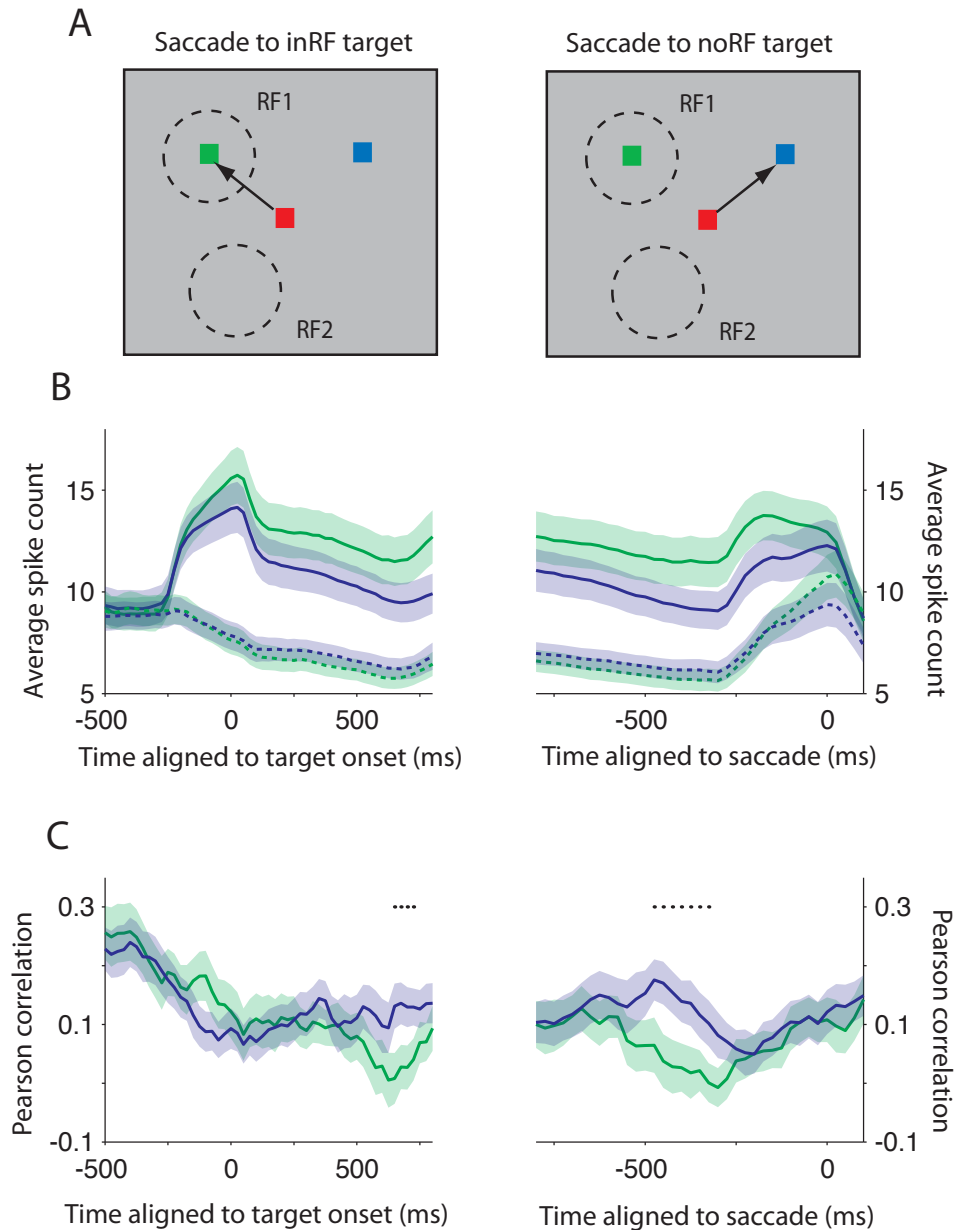 A
Saccade to inRF target
Saccade to noRF target
RF1
RF2
RF1
RF2
B
Average spike count
15
10
5
-500
0
500
Time aligned to target onset (ms)
15
10
5
Average spike count
-500
0
Time aligned to saccade (ms)
C
Pearson correlation
0.3
0.1
-0.1
-500
0
500
Time aligned to target onset (ms)
0.3
0.1
-0.1
Pearson correlation
-500
0
Time aligned to saccade (ms)